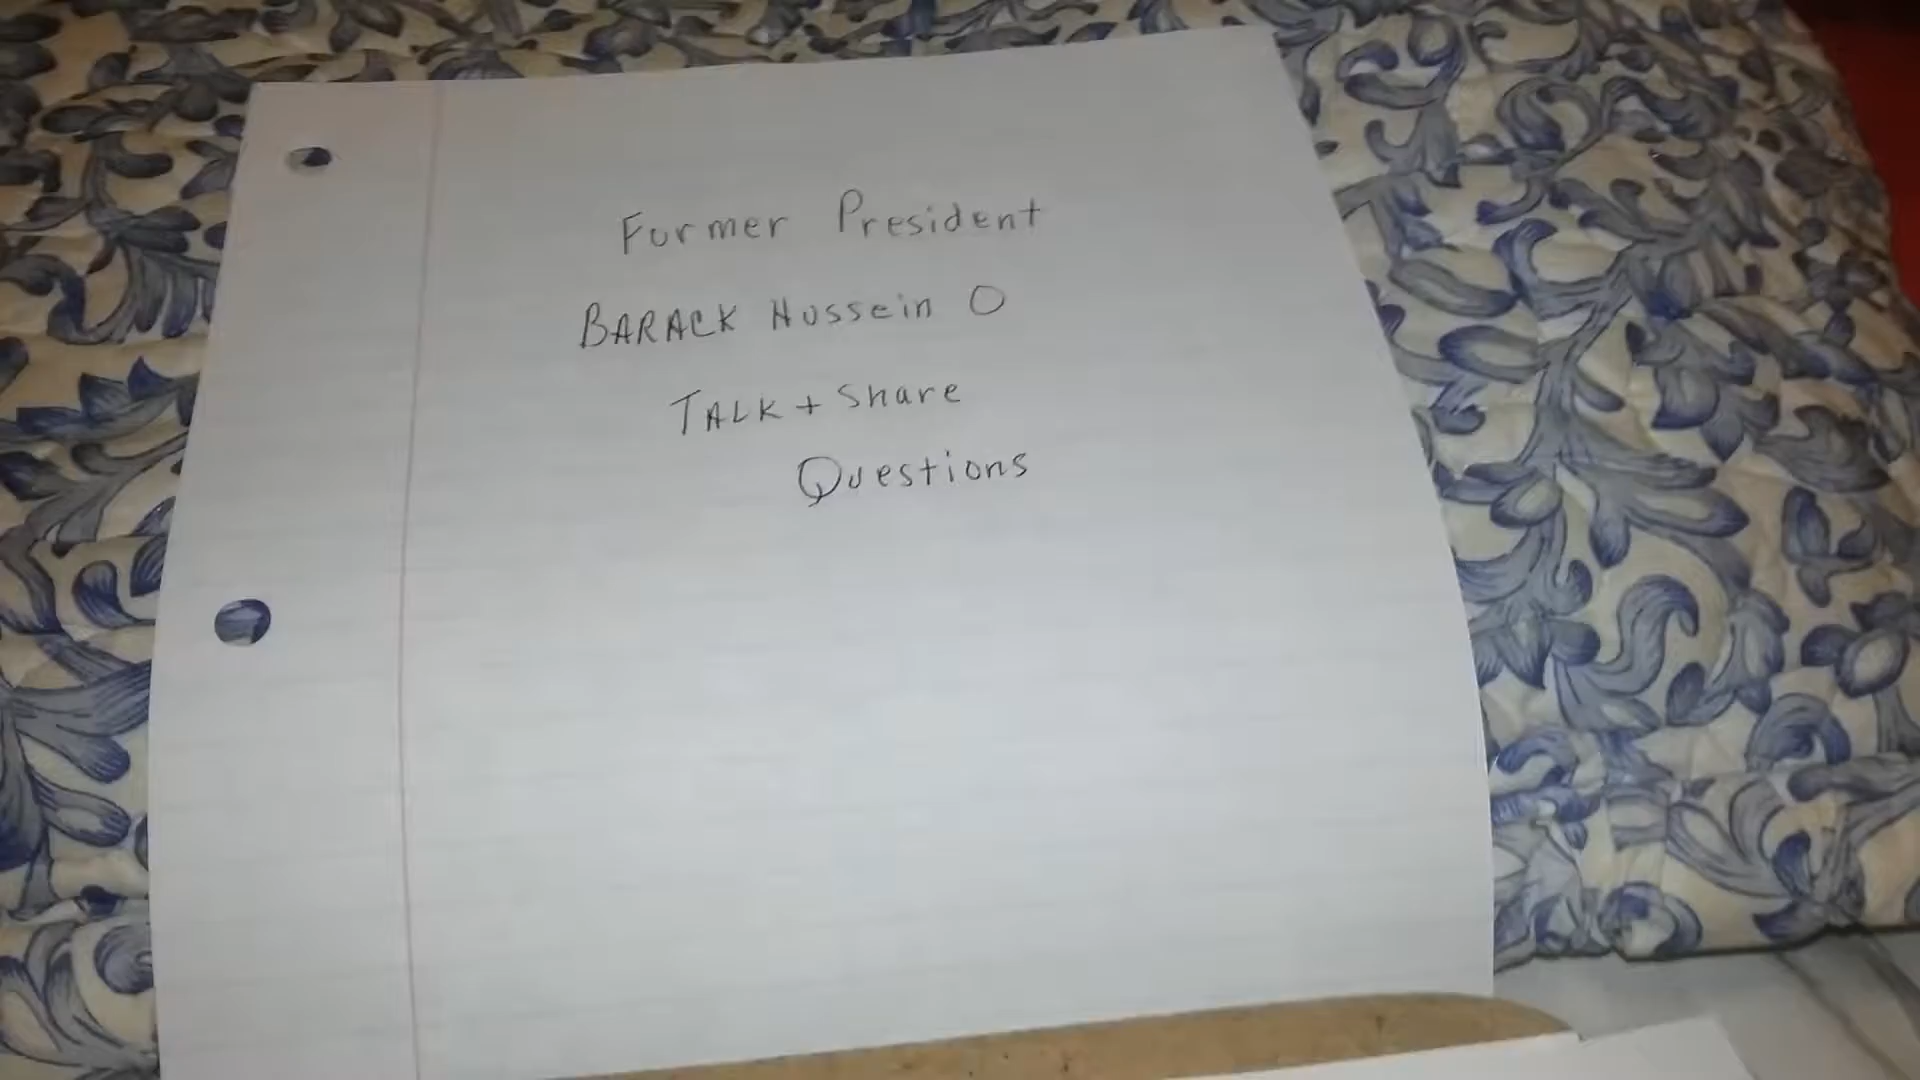 Former President
BARACK Hussein O
TALK + Share
Questions